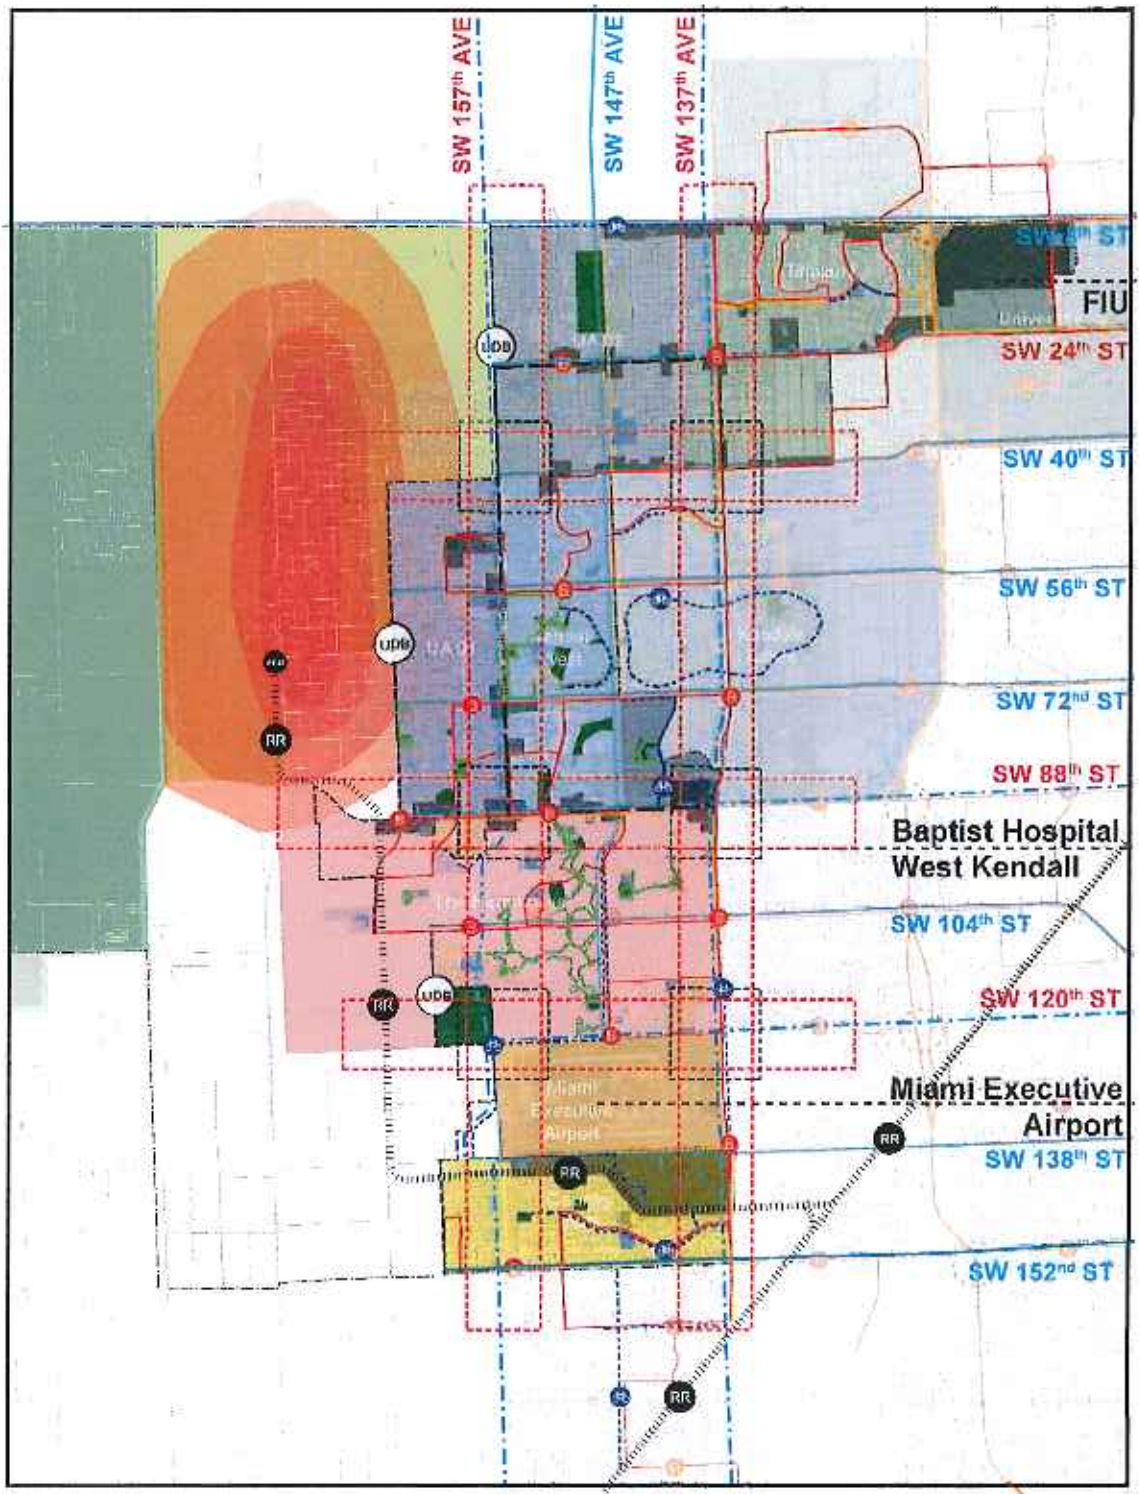 SW 157th AVE
SW 147th AVE
SW 137th AVE
SW 8th ST
FIU
SW 24th ST
UDB
SW 40th ST
SW 56th ST
UDB
SW 72nd ST
RR
SW 88th ST
Baptist Hospital
West Kendall
SW 104th ST
UDB
RR
SW 120th ST
Miami
Executive
Airport
Miami Executive
Airport
RR
RR
SW 138th ST
SW 152nd ST
RR